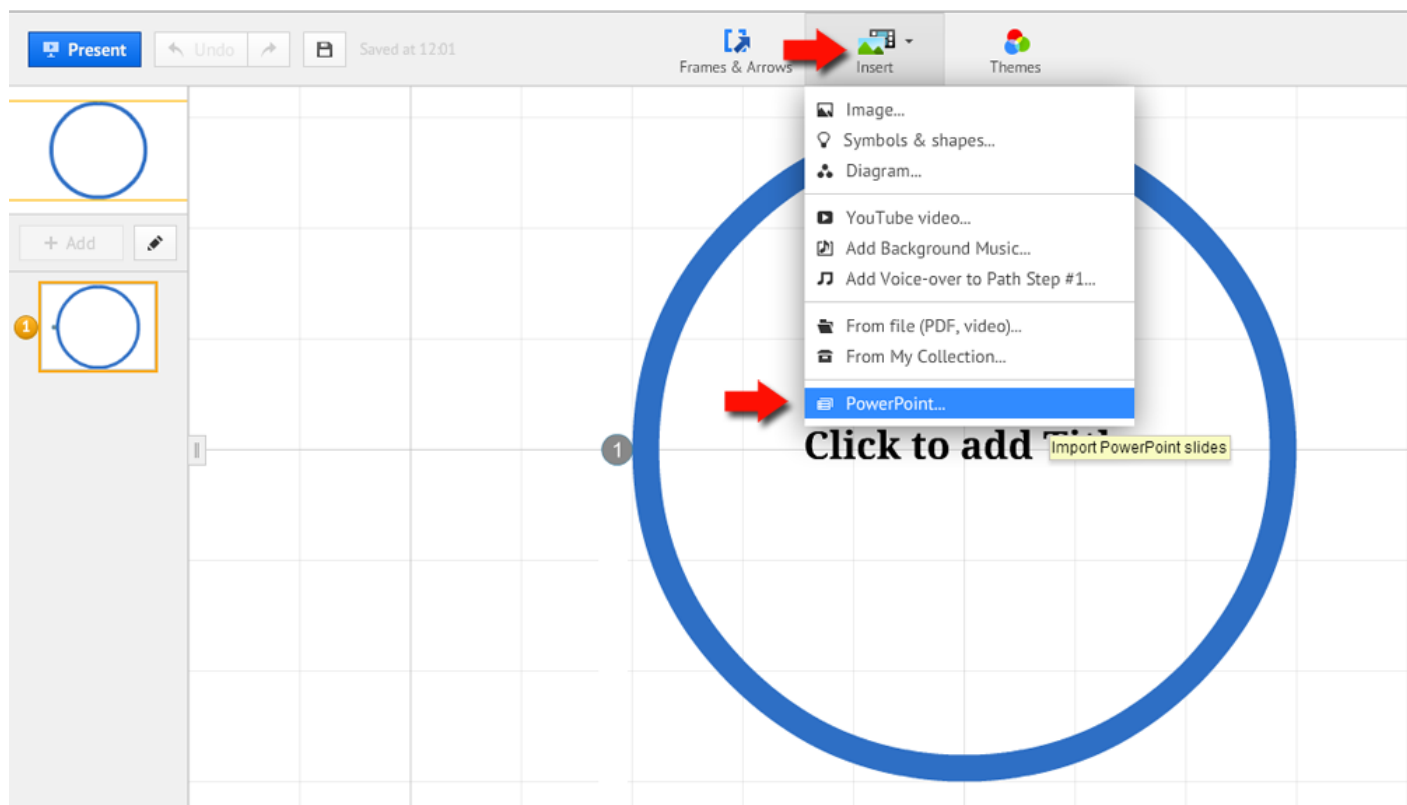 Present
Undo
Saved at 12:01
Frames & Arrows
Insert
Themes
+ Add
1
Image...
Symbols & shapes...
Diagram...
YouTube video...
Add Background Music...
Add Voice-over to Path Step #1...
From file (PDF, video)...
From My Collection...
PowerPoint...
1
Click to add
Import PowerPoint slides